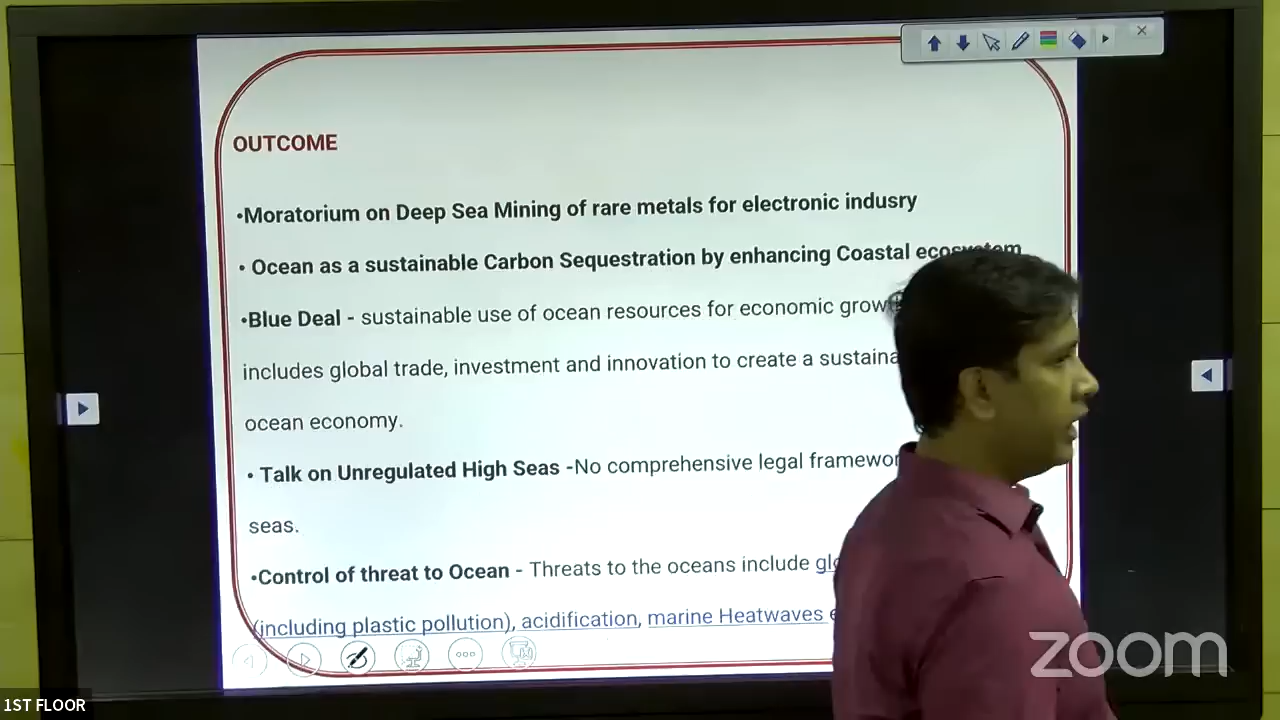 OUTCOME
•Moratorium on Deep Sea Mining of rare metals for electronic indusry
• Ocean as a sustainable Carbon Sequestration by enhancing Coastal ecosystem
•Blue Deal - sustainable use of ocean resources for economic
includes global trade, investment and innovation to create a
ocean economy.
• Talk on Unregulated High Seas -No comprehensive legal
seas.
•Control of threat to Ocean - Threats to the oceans include
(including plastic pollution), acidification, marine Heatwaves
zoom
1ST FLOOR